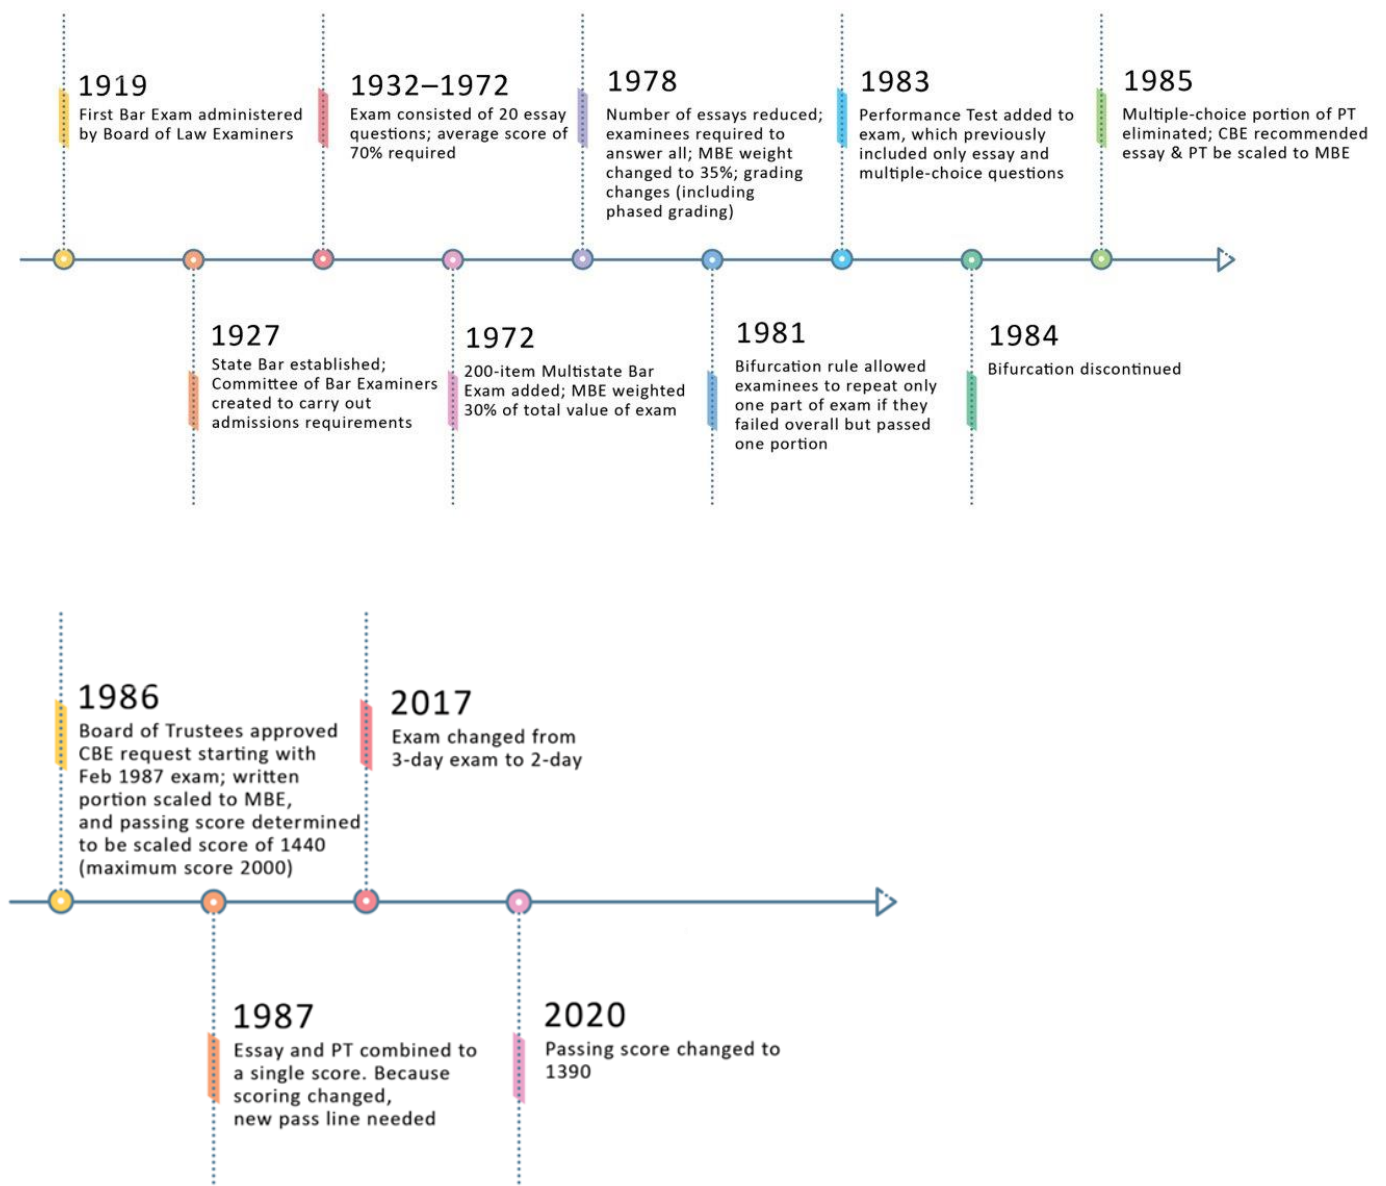 1919
First Bar Exam administered
by Board of Law Examiners
1932–1972
Exam consisted of 20 essay
questions; average score of
70% required
1978
Number of essays reduced;
examinees required to
answer all; MBE weight
changed to 35%; grading
changes (including
phased grading)
1983
Performance Test added to
exam, which previously
included only essay and
multiple-choice questions
1985
Multiple-choice portion of PT
eliminated; CBE recommended
essay & PT be scaled to MBE
1927
State Bar established;
Committee of Bar Examiners
created to carry out
admissions requirements
1972
200-item Multistate Bar
Exam added; MBE weighted
30% of total value of exam
1981
Bifurcation rule allowed
examinees to repeat only
one part of exam if they
failed overall but passed
one portion
1984
Bifurcation discontinued
1986
Board of Trustees approved
CBE request starting with
Feb 1987 exam; written
portion scaled to MBE,
and passing score determined
to be scaled score of 1440
(maximum score 2000)
2017
Exam changed from
3-day exam to 2-day
1987
Essay and PT combined to
a single score. Because
scoring changed,
new pass line needed
2020
Passing score changed to
1390